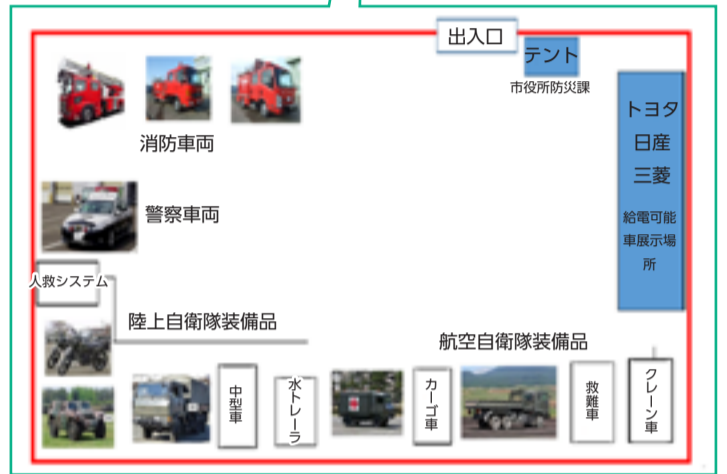 出入口
テント
市役所防災課
トヨタ
日産
三菱
給電可能
車展示場
所
消防車両
警察車両
人救システム
陸上自衛隊装備品
航空自衛隊装備品
中型車
水トレーラ
カーゴ車
救難車
クレーン車